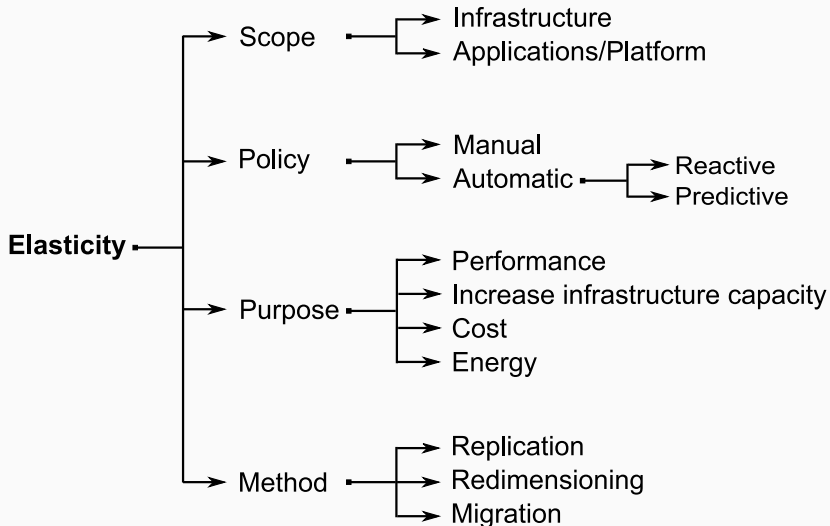 Elasticity
Scope
Infrastructure
Applications/Platform
Policy
Manual
Automatic
Reactive
Predictive
Purpose
Performance
Increase infrastructure capacity
Cost
Energy
Method
Replication
Redimensioning
Migration